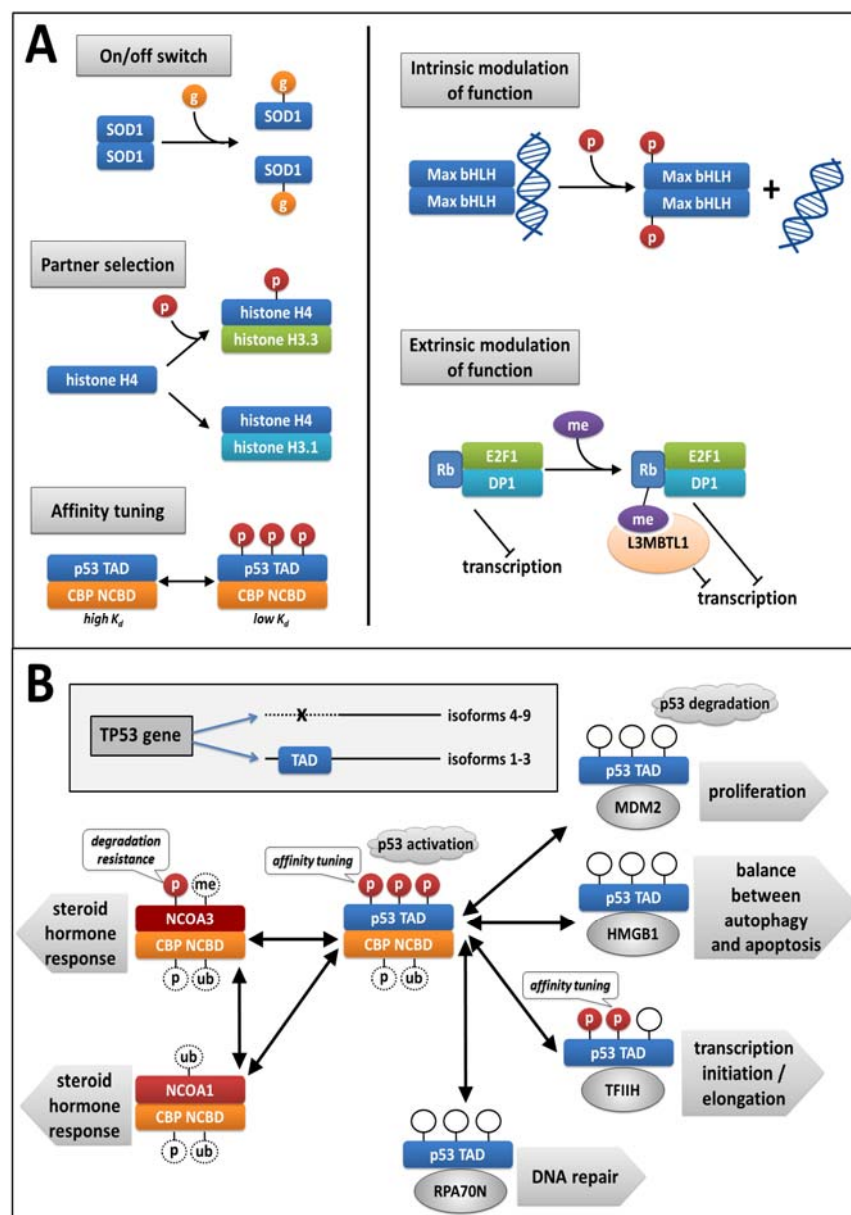 A
On/off switch
g
g
SOD1
SOD1
SOD1
SOD1
g
Partner selection
p
p
histone H4
histone H3.3
histone H4
histone H4
histone H3.1
Affinity tuning
p p p
p53 TAD
CBP NCBD
high Kd
p53 TAD
CBP NCBD
low Kd
Intrinsic modulation
of function
p
p
Max bHLH
Max bHLH
Max bHLH
Max bHLH
+
p
Extrinsic modulation
of function
me
Rb
E2F1
DP1
Rb
E2F1
DP1
me
L3MBTL1
transcription
transcription
B
TP53 gene
X
isoforms 4-9
TAD
isoforms 1-3
p53 degradation
p53 TAD
MDM2
proliferation
degradation
resistance
p me
NCOA3
CBP NCBD
p ub
steroid
hormone
response
affinity tuning
p53 activation
p p p
p53 TAD
CBP NCBD
p ub
p53 TAD
HMGB1
balance
between
autophagy
and apoptosis
ub
NCOA1
CBP NCBD
p ub
steroid
hormone
response
affinity tuning
p p
p53 TAD
TFIIH
transcription
initiation /
elongation
p53 TAD
RPA70N
DNA repair